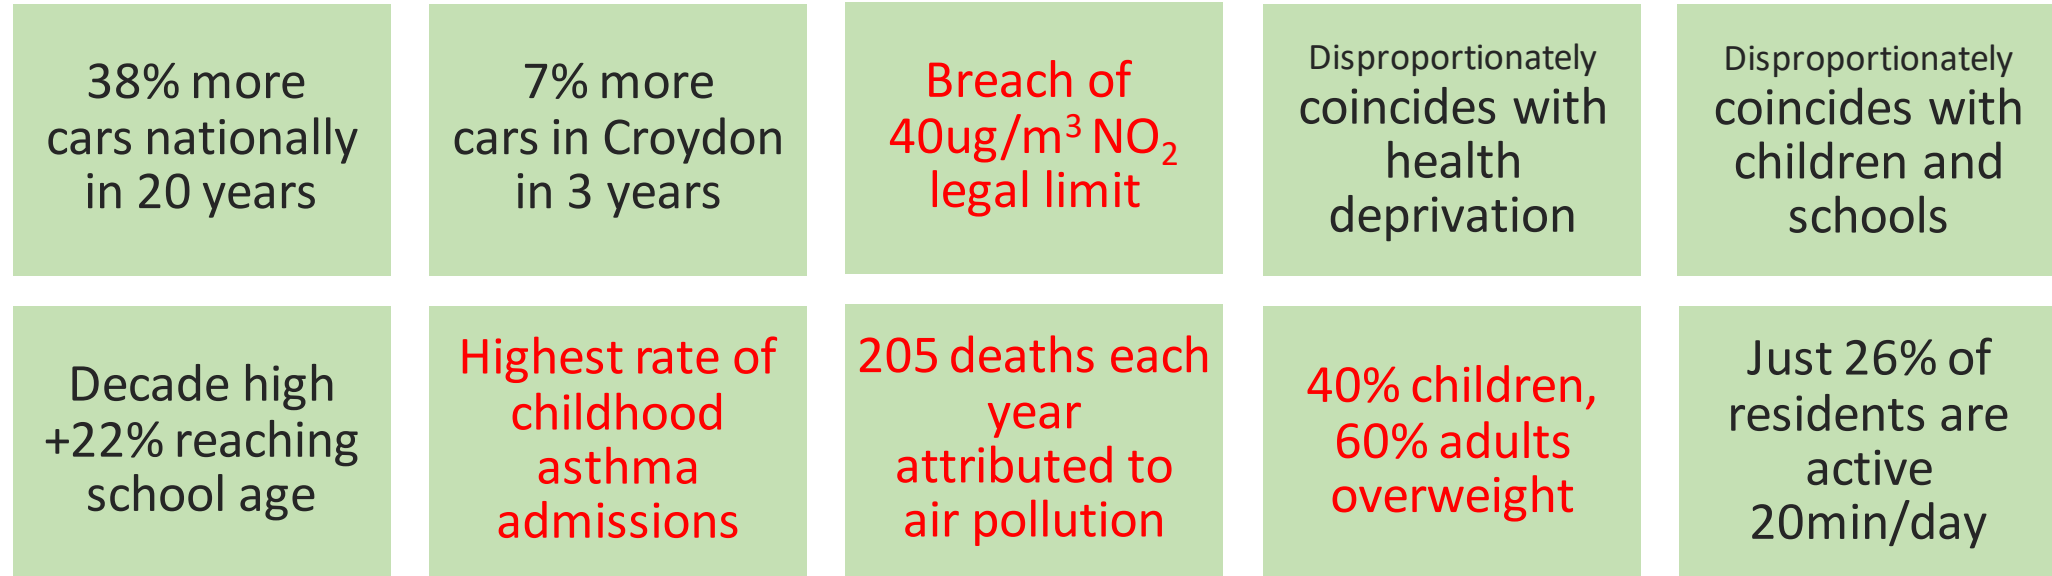 38% more
cars nationally
in 20 years
7% more
cars in Croydon
in 3 years
Breach of
40ug/m³ NO₂
legal limit
Disproportionately
coincides with
health
deprivation
Disproportionately
coincides with
children and
schools
Decade high
+22% reaching
school age
Highest rate of
childhood
asthma
admissions
205 deaths each
year
attributed to
air pollution
40% children,
60% adults
overweight
Just 26% of
residents are
active
20min/day